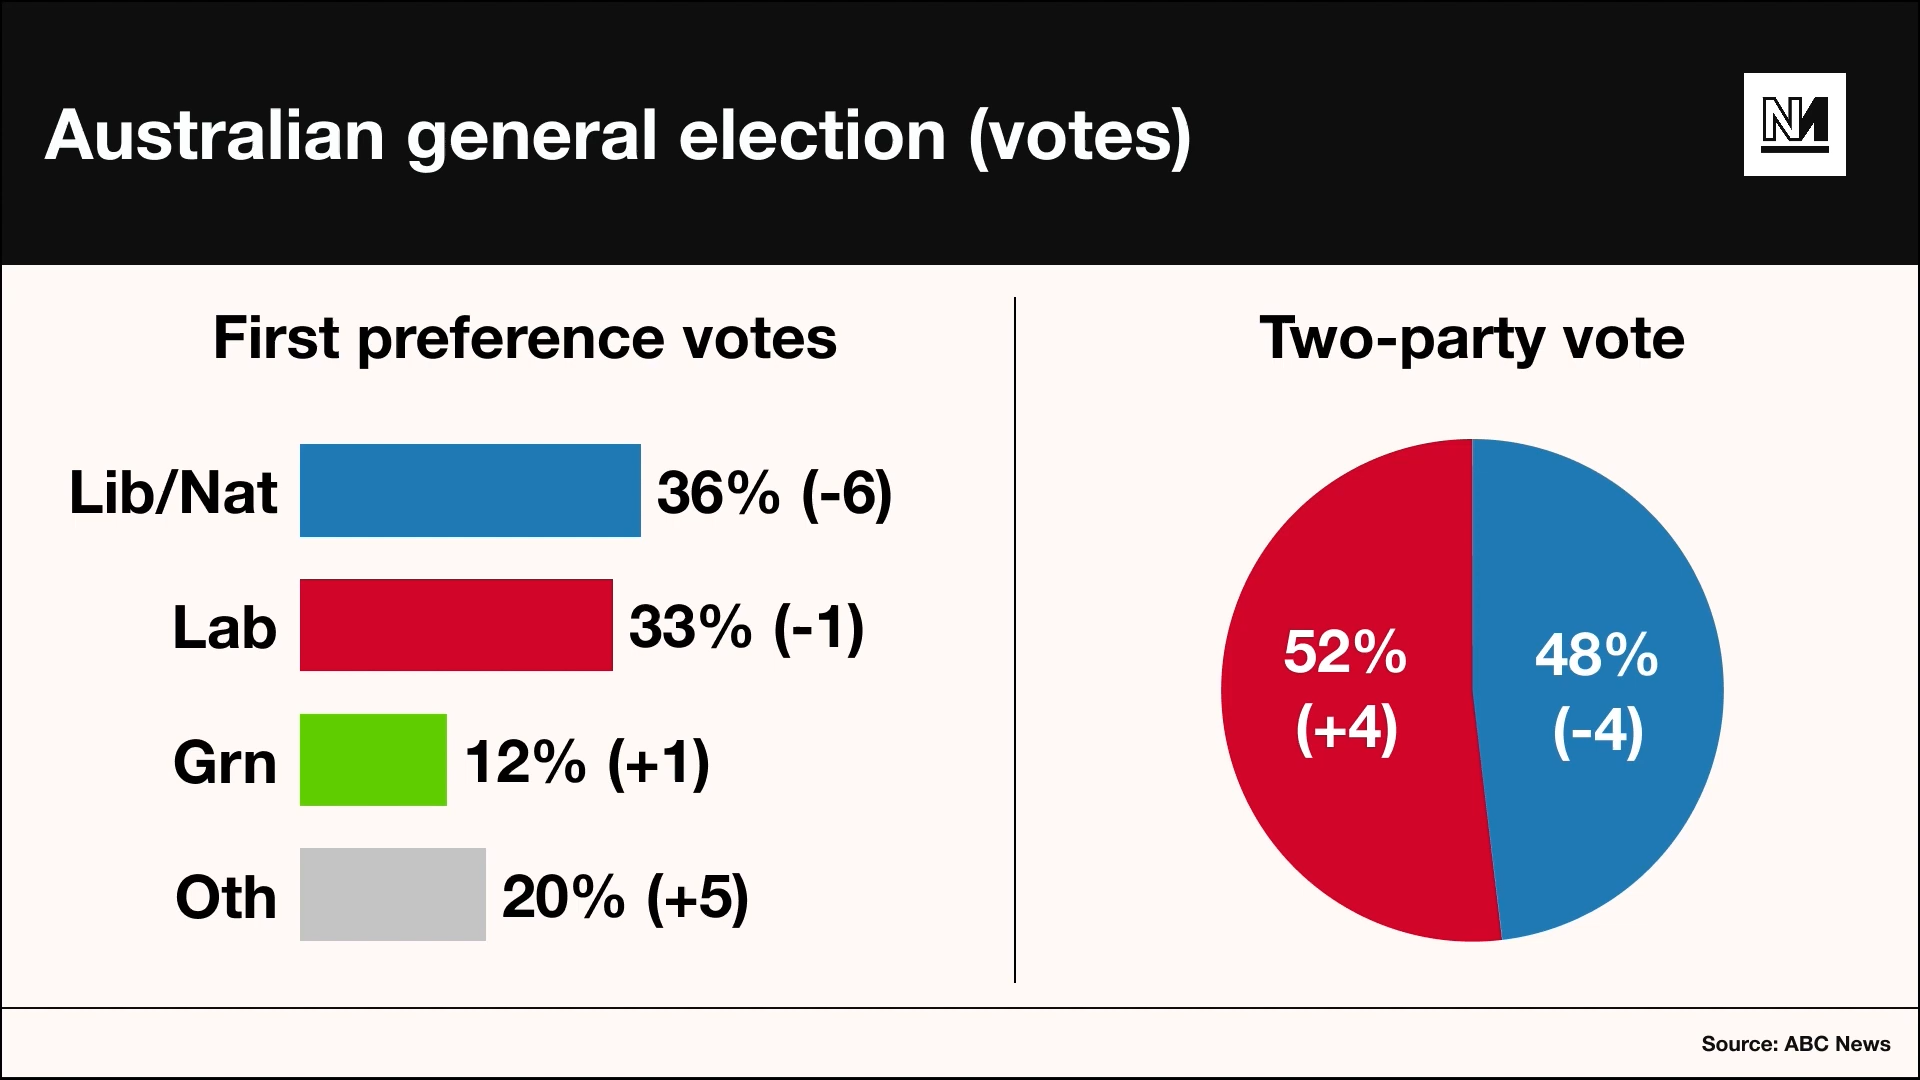 Australian general election (votes)
NM
First preference votes
Lib/Nat 36% (-6)
Lab 33% (-1)
Grn 12% (+1)
Oth 20% (+5)
Two-party vote
52%
(+4)
48%
(-4)
Source: ABC News